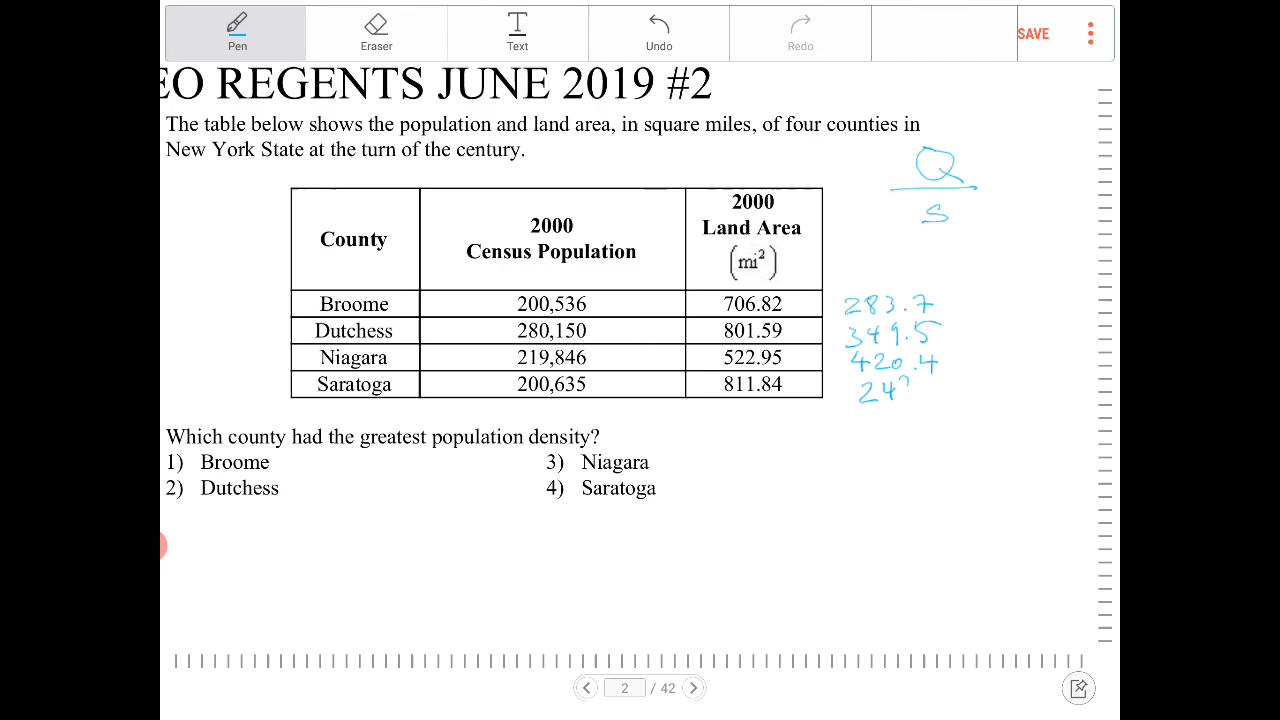 Pen Eraser Text Undo Redo SAVE
EO REGENTS JUNE 2019 #2
The table below shows the population and land area, in square miles, of four counties in
New York State at the turn of the century.
Q
s
County 2000 Census Population 2000 Land Area (mi²)
Broome 200,536 706.82 283.7
Dutchess 280,150 801.59 349.5
Niagara 219,846 522.95 420.4
Saratoga 200,635 811.84 24
Which county had the greatest population density?
1) Broome 3) Niagara
2) Dutchess 4) Saratoga
2 / 42